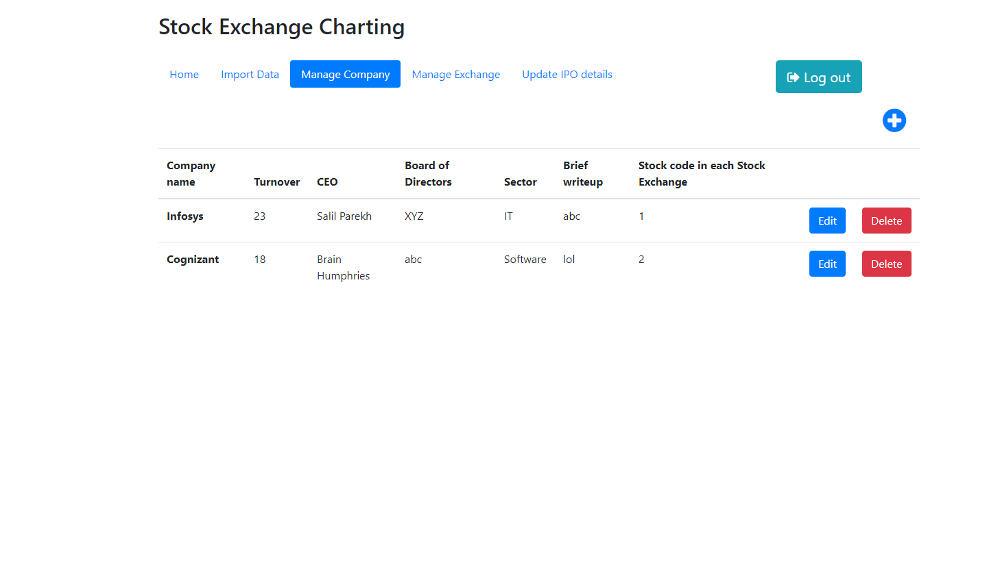 Stock Exchange Charting
Home Import Data Manage Company Manage Exchange Update IPO details Log out
Company name Turnover CEO Board of Directors Sector Brief writeup Stock code in each Stock Exchange
Infosys 23 Salil Parekh XYZ IT abc 1 Edit Delete
Cognizant 18 Brain Humphries abc Software lol 2 Edit Delete